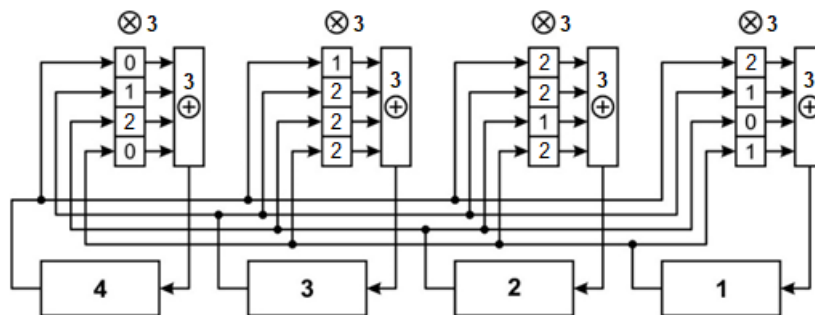 ⊗ 3 ⊗ 3 ⊗ 3 ⊗ 3
0 1 2 2
3 3 3 3
1 2 2 1
⊕ ⊕ ⊕ ⊕
2 2 1 0
0 2 2 1
4 3 2 1